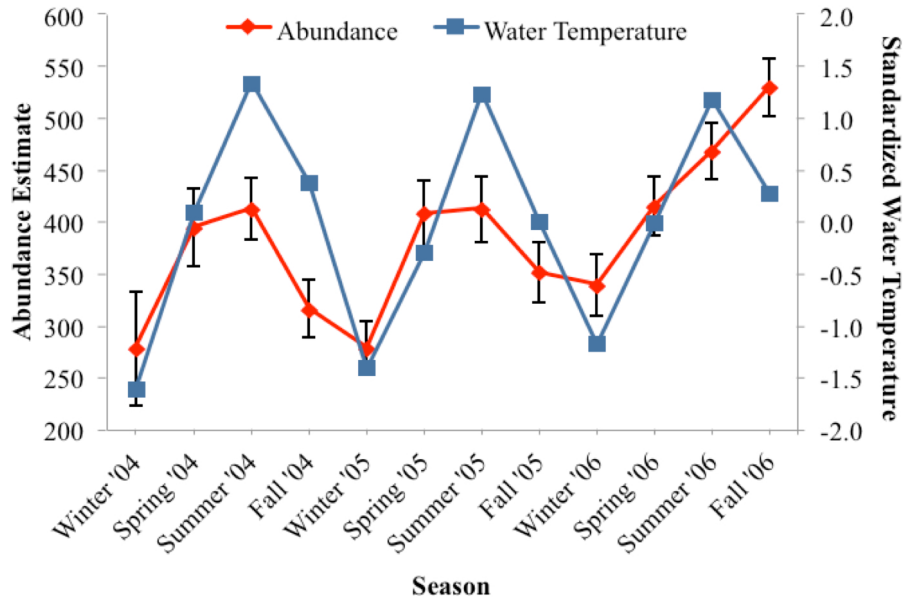 Abundance
Water Temperature
Abundance Estimate
600
550
500
450
400
350
300
250
200
Standardized Water
Temperature
2.0
1.5
1.0
0.5
0.0
-0.5
-1.0
-1.5
-2.0
Winter '04
Spring '04
Summer '04
Fall '04
Winter '05
Spring '05
Summer '05
Fall '05
Winter '06
Spring '06
Summer '06
Fall '06
Season